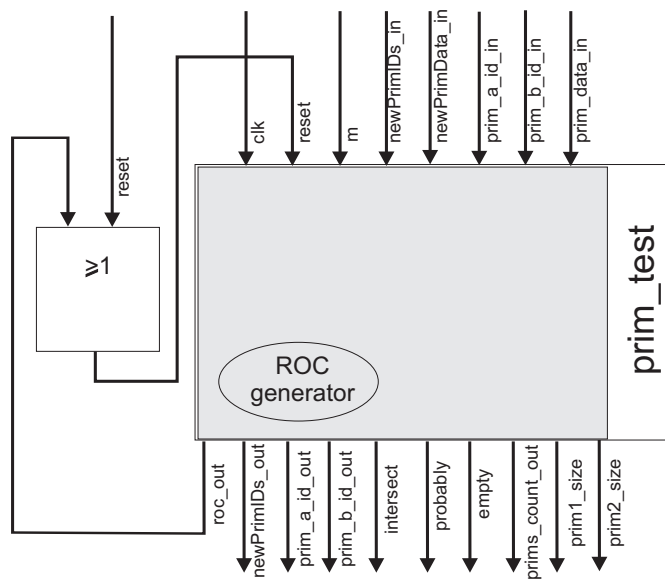 reset
clk
reset
m
newPrimIDs_in
newPrimData_in
prim_a_id_in
prim_b_id_in
prim_data_in
⩾1
prim_test
ROC
generator
roc_out
newPrimIDs_out
prim_a_id_out
prim_b_id_out
intersect
probably
empty
prims_count_out
prim1_size
prim2_size